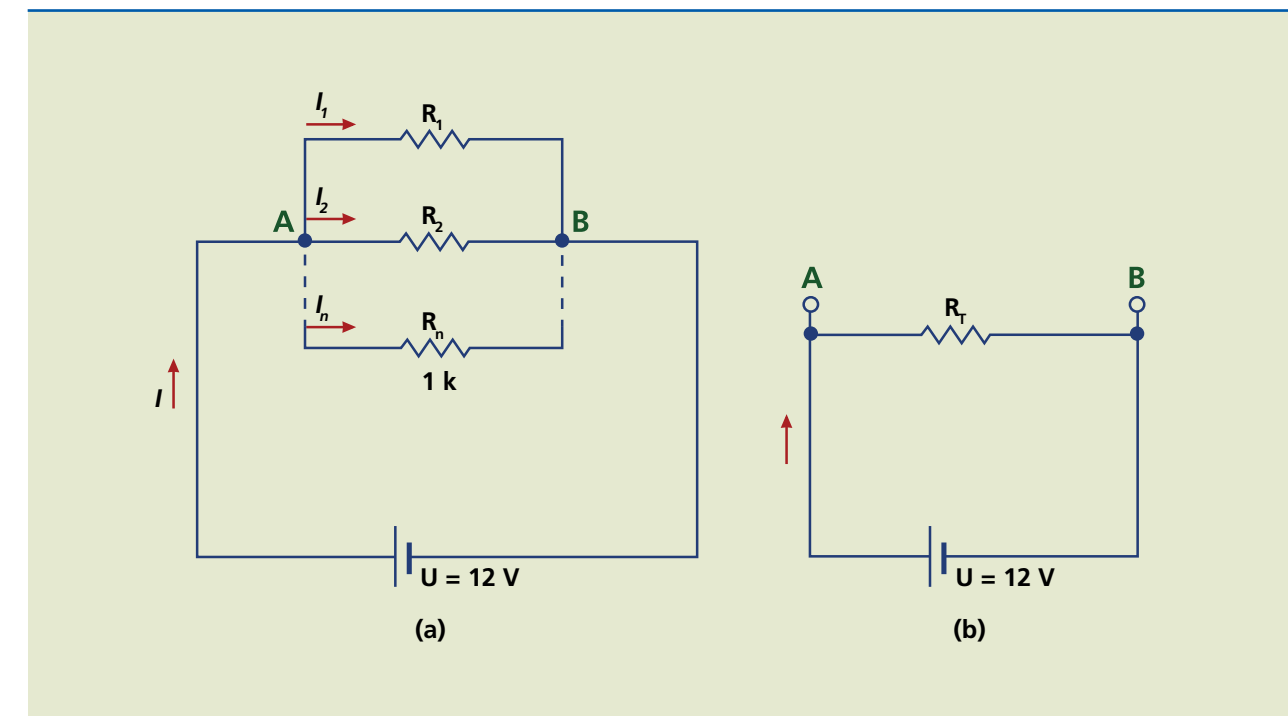 I1
R1
I2
R2
A
B
In
Rn
1 k
I
U = 12 V
(a)
A
B
RT
U = 12 V
(b)